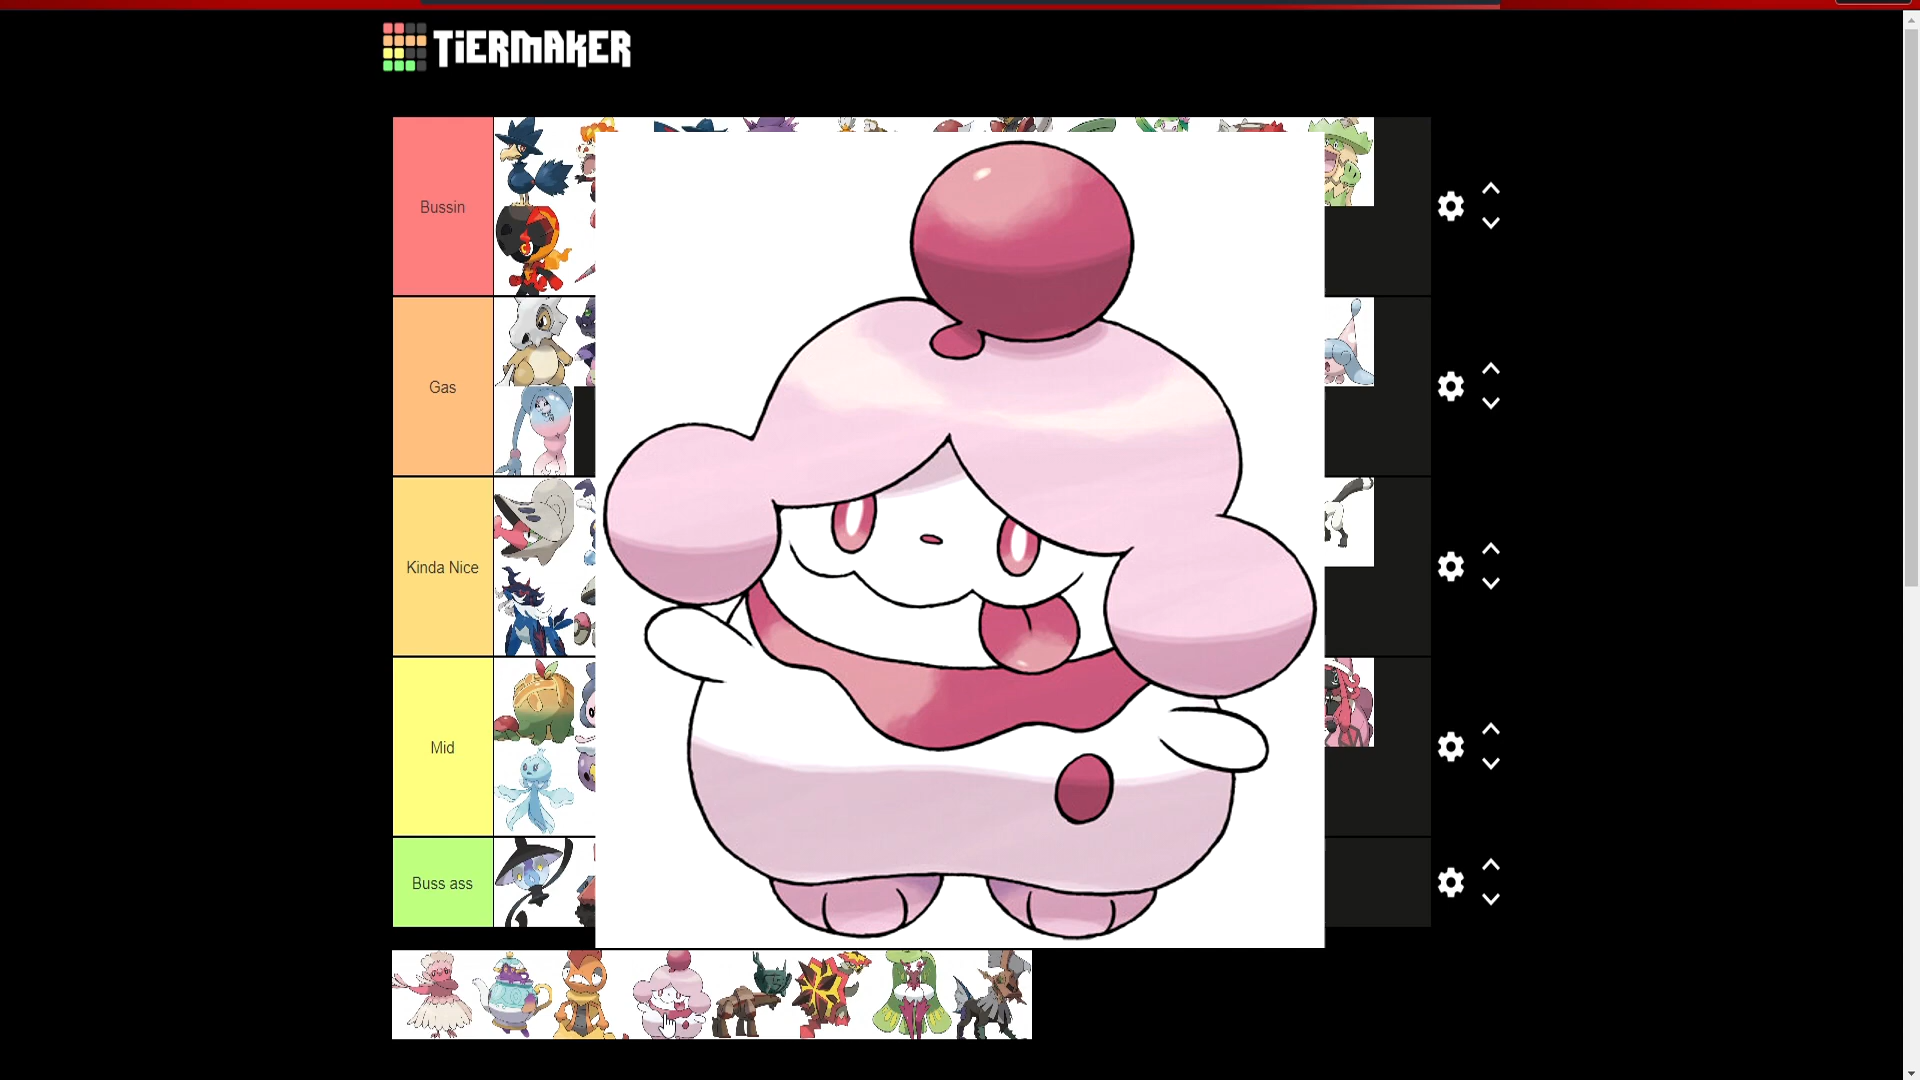 TiERMAKER
Bussin
Gas
Kinda Nice
Mid
Buss ass